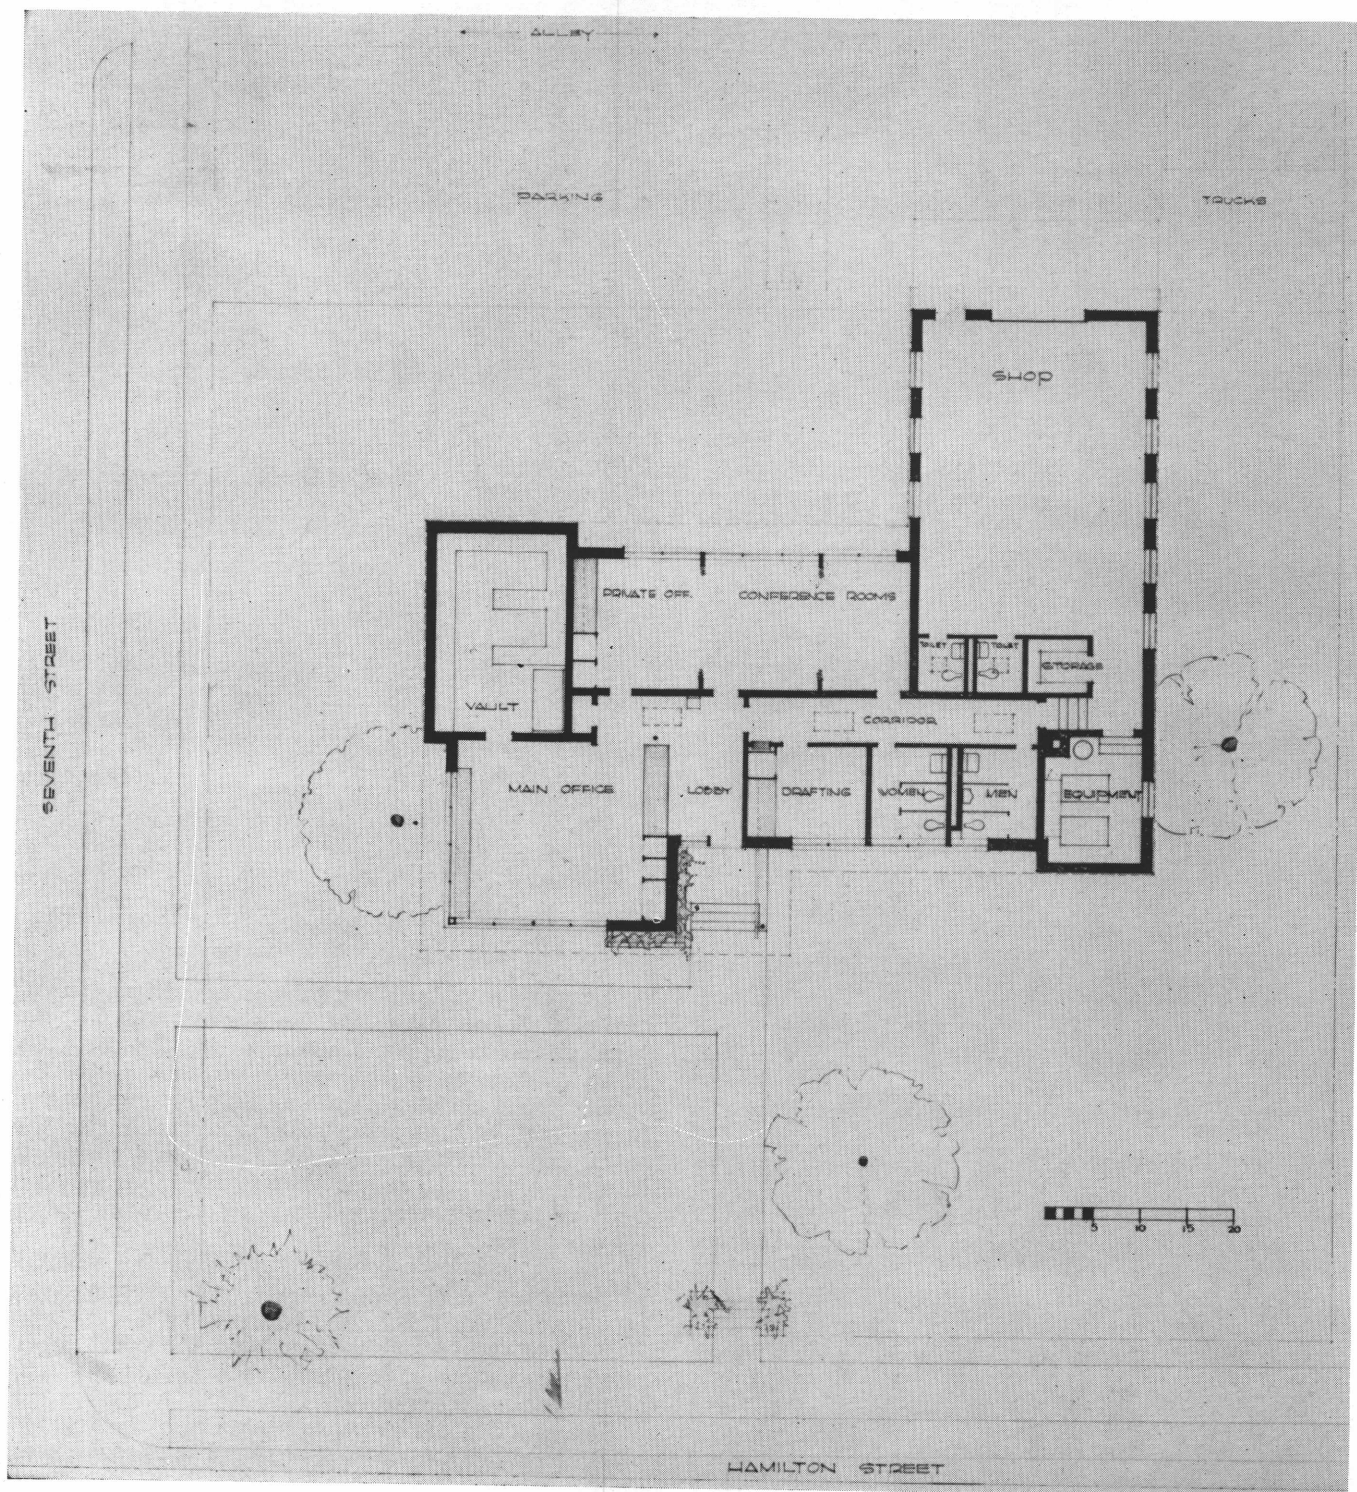 ALLEY
PARKING
TRUCKS
SHOP
PRIVATE OFF.
CONFERENCE ROOMS
TOILET
TOILET
STORAGE
VAULT
CORRIDOR
MAIN OFFICE
LOBBY
DRAFTING
WOMEN
MEN
EQUIPMENT
SEVENTH STREET
5 10 15 20
HAMILTON STREET